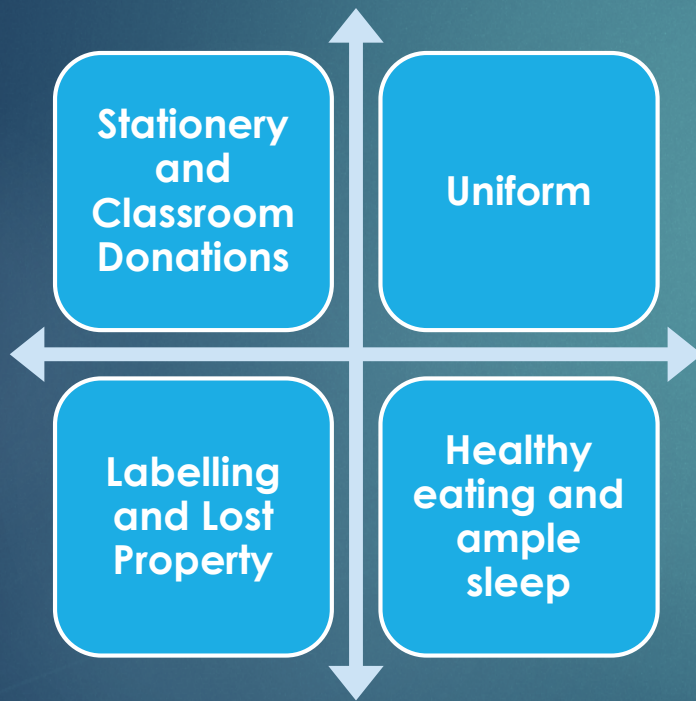 Stationery
and
Classroom
Donations
Uniform
Labelling
and Lost
Property
Healthy
eating and
ample
sleep